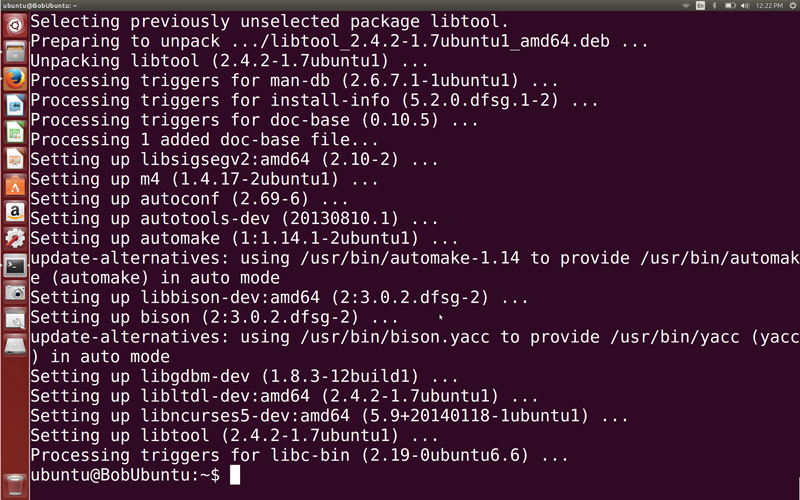 ubuntu@BobUbuntu: ~
En
12:22 PM
Selecting previously unselected package libtool.
Preparing to unpack .../libtool_2.4.2-1.7ubuntu1_amd64.deb ...
Unpacking libtool (2.4.2-1.7ubuntu1) ...
Processing triggers for man-db (2.6.7.1-1ubuntu1) ...
Processing triggers for install-info (5.2.0.dfsg.1-2) ...
Processing triggers for doc-base (0.10.5) ...
Processing 1 added doc-base file...
Setting up libsigsegv2:amd64 (2.10-2) ...
Setting up m4 (1.4.17-2ubuntu1) ...
Setting up autoconf (2.69-6) ...
Setting up autotools-dev (20130810.1) ...
Setting up automake (1:1.14.1-2ubuntu1) ...
update-alternatives: using /usr/bin/automake-1.14 to provide /usr/bin/automak
e (automake) in auto mode
Setting up libbison-dev:amd64 (2:3.0.2.dfsg-2) ...
Setting up bison (2:3.0.2.dfsg-2) ...
update-alternatives: using /usr/bin/bison.yacc to provide /usr/bin/yacc (yacc
) in auto mode
Setting up libgdbm-dev (1.8.3-12build1) ...
Setting up libltdl-dev:amd64 (2.4.2-1.7ubuntu1) ...
Setting up libncurses5-dev:amd64 (5.9+20140118-1ubuntu1) ...
Setting up libtool (2.4.2-1.7ubuntu1) ...
Processing triggers for libc-bin (2.19-0ubuntu6.6) ...
ubuntu@BobUbuntu:~$